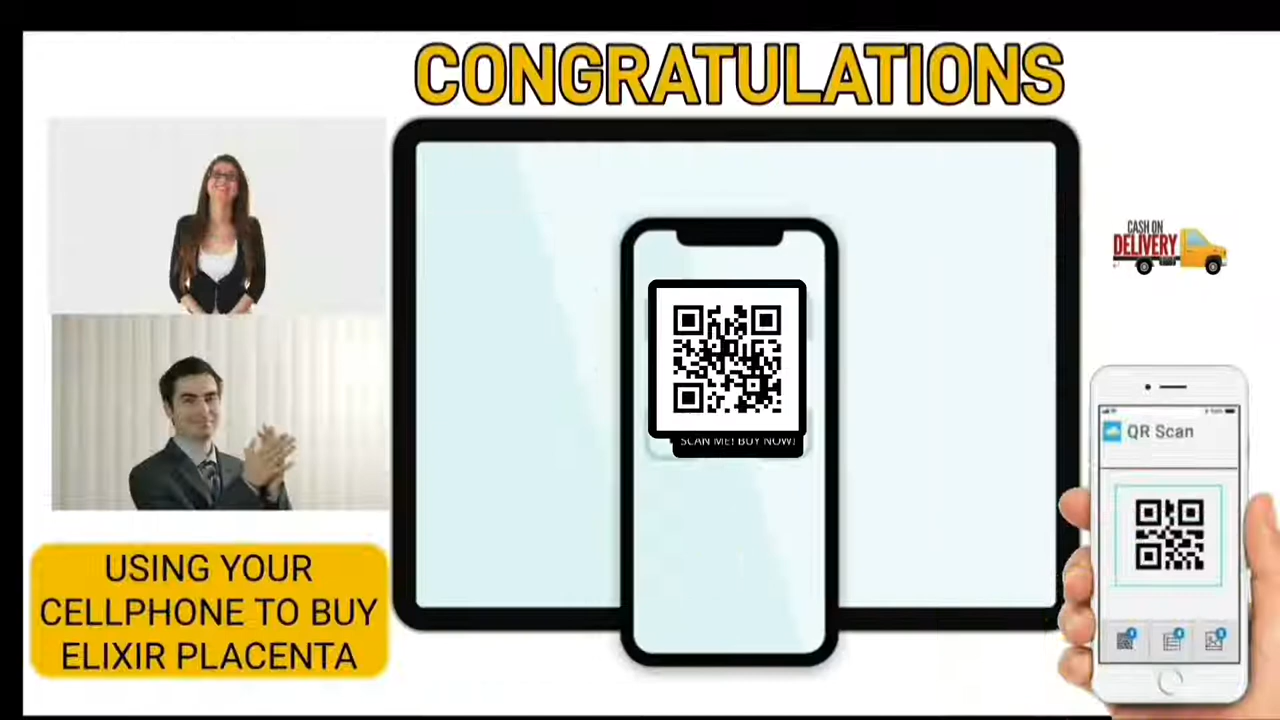 CONGRATULATIONS
CASH ON
DELIVERY
SCAN ME! BUY NOW!
QR Scan
USING YOUR
CELLPHONE TO BUY
ELIXIR PLACENTA